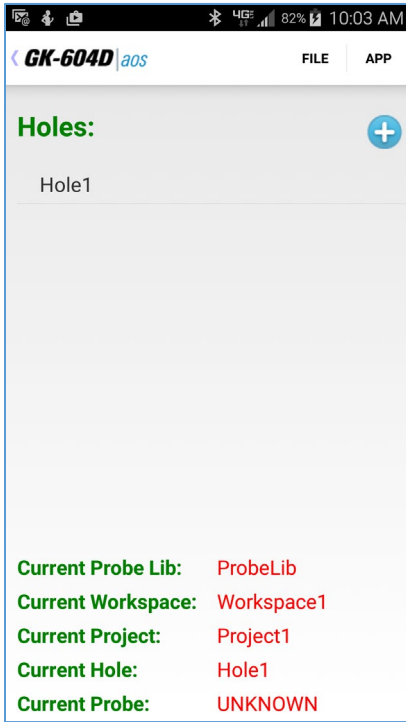 4G 82% 10:03 AM
GK-604D aos FILE APP
Holes:
Hole1
Current Probe Lib: ProbeLib
Current Workspace: Workspace1
Current Project: Project1
Current Hole: Hole1
Current Probe: UNKNOWN